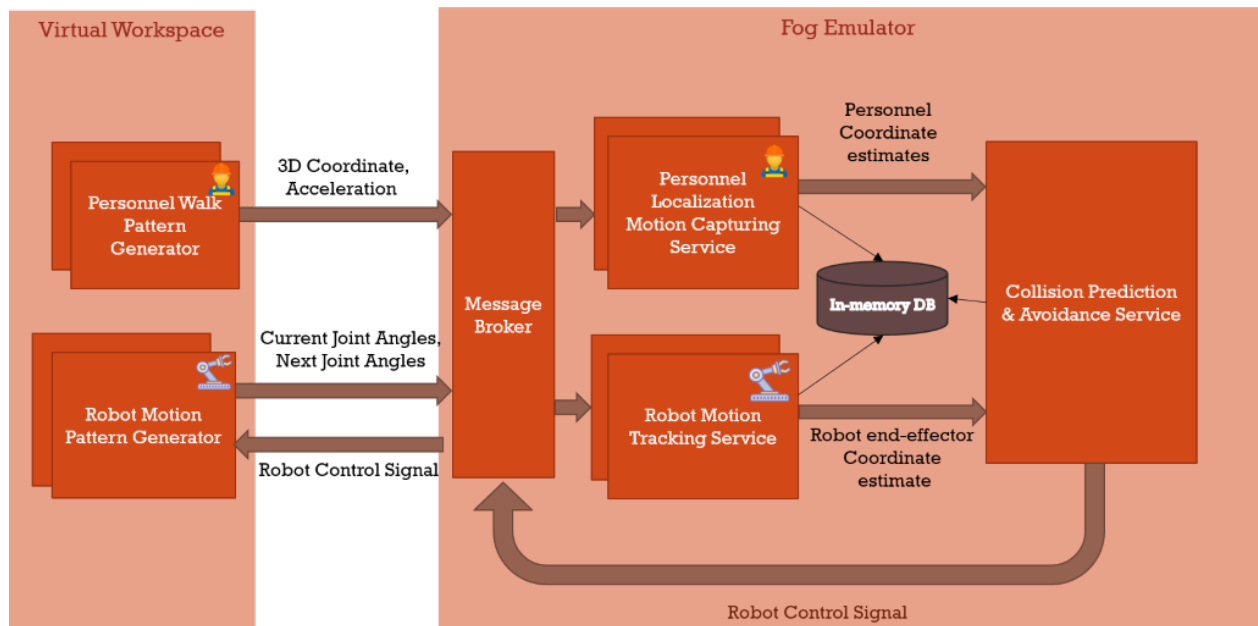 Virtual Workspace
Fog Emulator
Personnel Walk
Pattern
Generator
3D Coordinate,
Acceleration
Robot Motion
Pattern Generator
Current Joint Angles,
Next Joint Angles
Robot Control Signal
Message
Broker
Personnel
Localization
Motion Capturing
Service
Personnel
Coordinate
estimates
In-memory DB
Robot Motion
Tracking Service
Robot end-effector
Coordinate
estimate
Collision Prediction
& Avoidance Service
Robot Control Signal